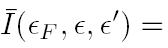 Ī(ϵ_F, ϵ, ϵ′) =